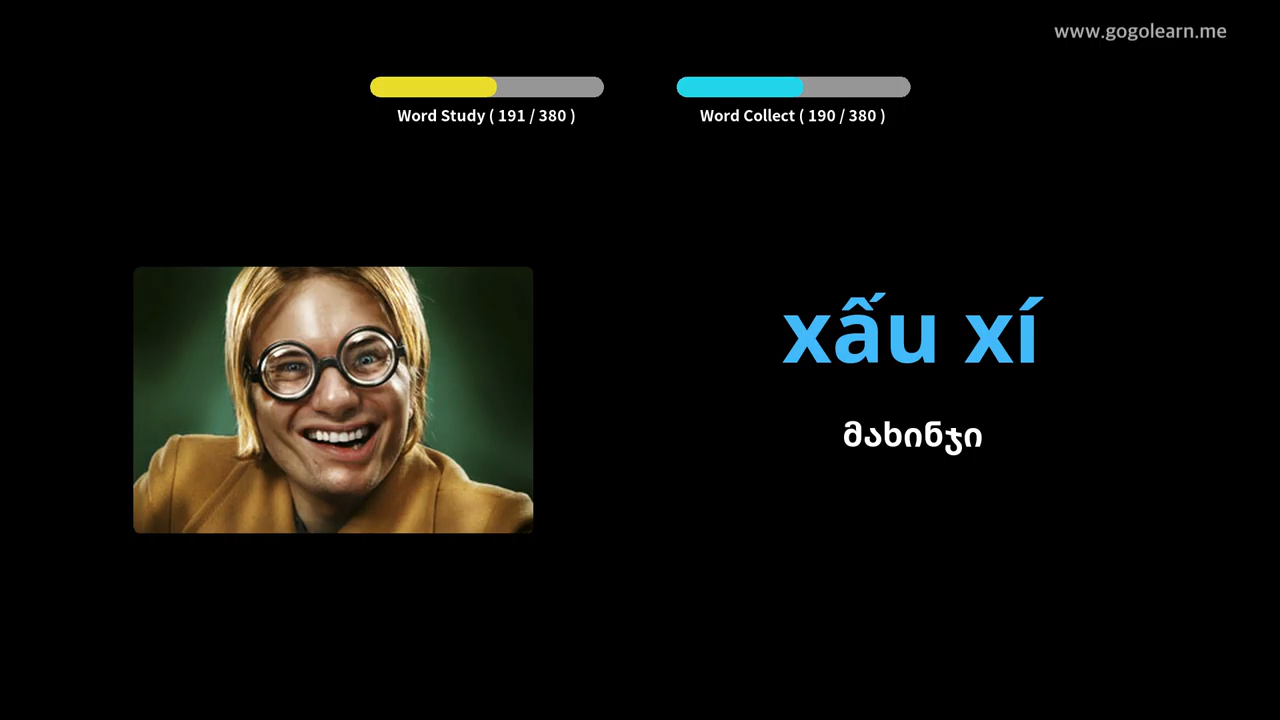 www.gogolearn.me
Word Study ( 191 / 380 )
Word Collect ( 190 / 380 )
xấu xí
მახინჯი